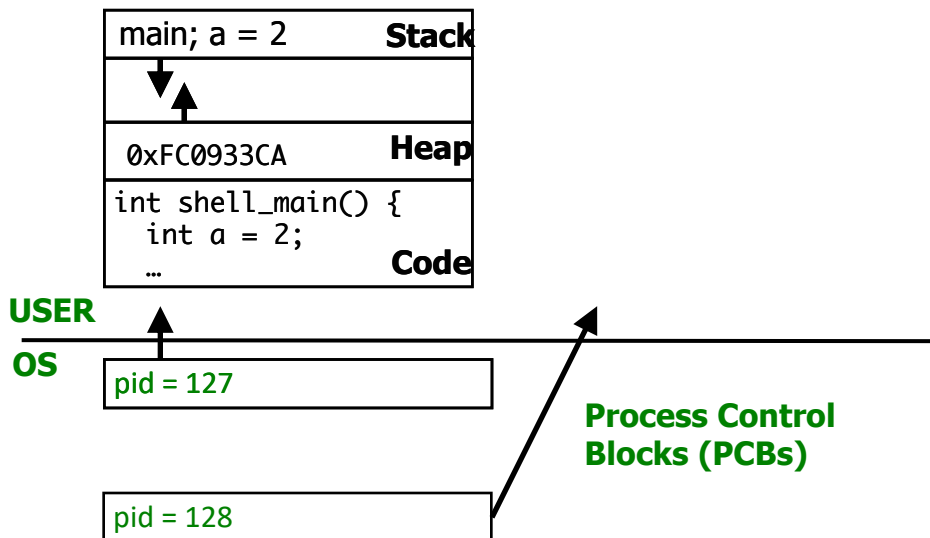 main; a = 2 Stack
0xFC0933CA Heap
int shell_main() {
int a = 2;
… Code
USER
OS
pid = 127
Process Control
Blocks (PCBs)
pid = 128